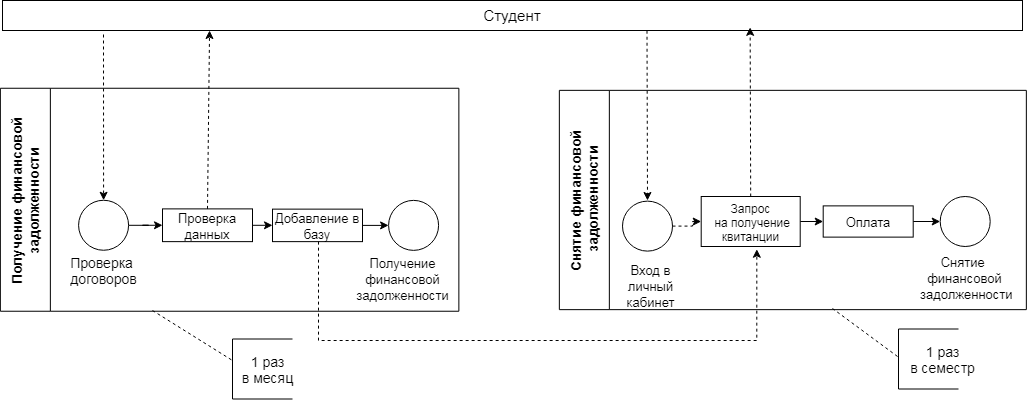 Студент
Получение финансовой
задолженности
Проверка
договоров
Проверка
данных
Добавление в
базу
Получение
финансовой
задолженности
1 раз
в месяц
Снятие финансовой
задолженности
Вход в
личный
кабинет
Запрос
на получение
квитанции
Оплата
Снятие
финансовой
задолженности
1 раз
в семестр